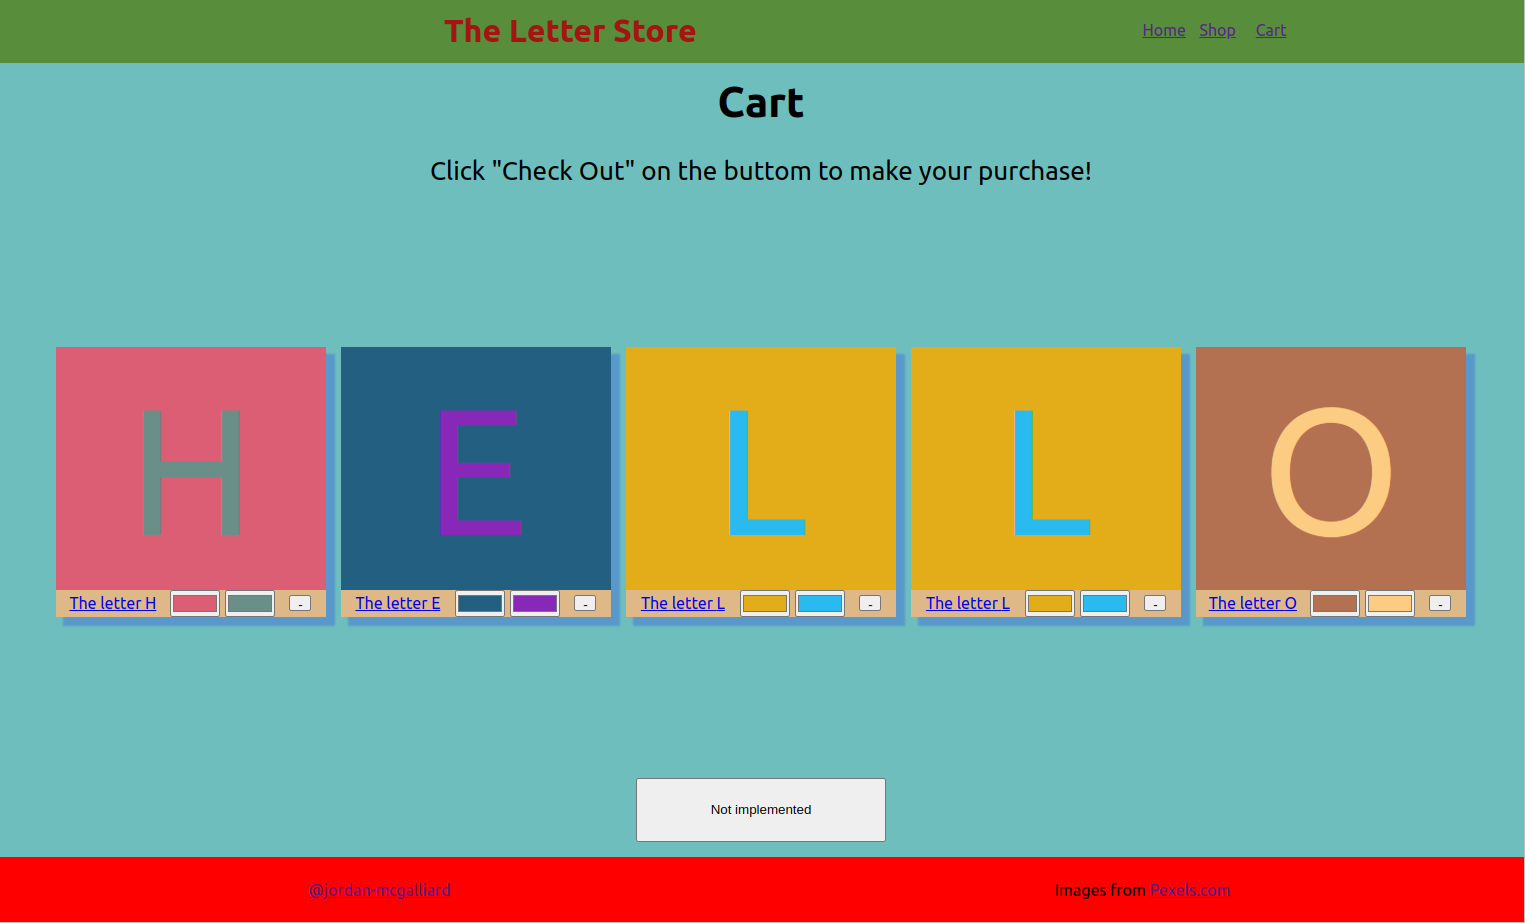 The Letter Store Home Shop Cart
Cart
Click "Check Out" on the buttom to make your purchase!
H E L L O
The letter H - The letter E - The letter L - The letter L - The letter O -
Not implemented
@jordan-mcgalliard Images from Pexels.com